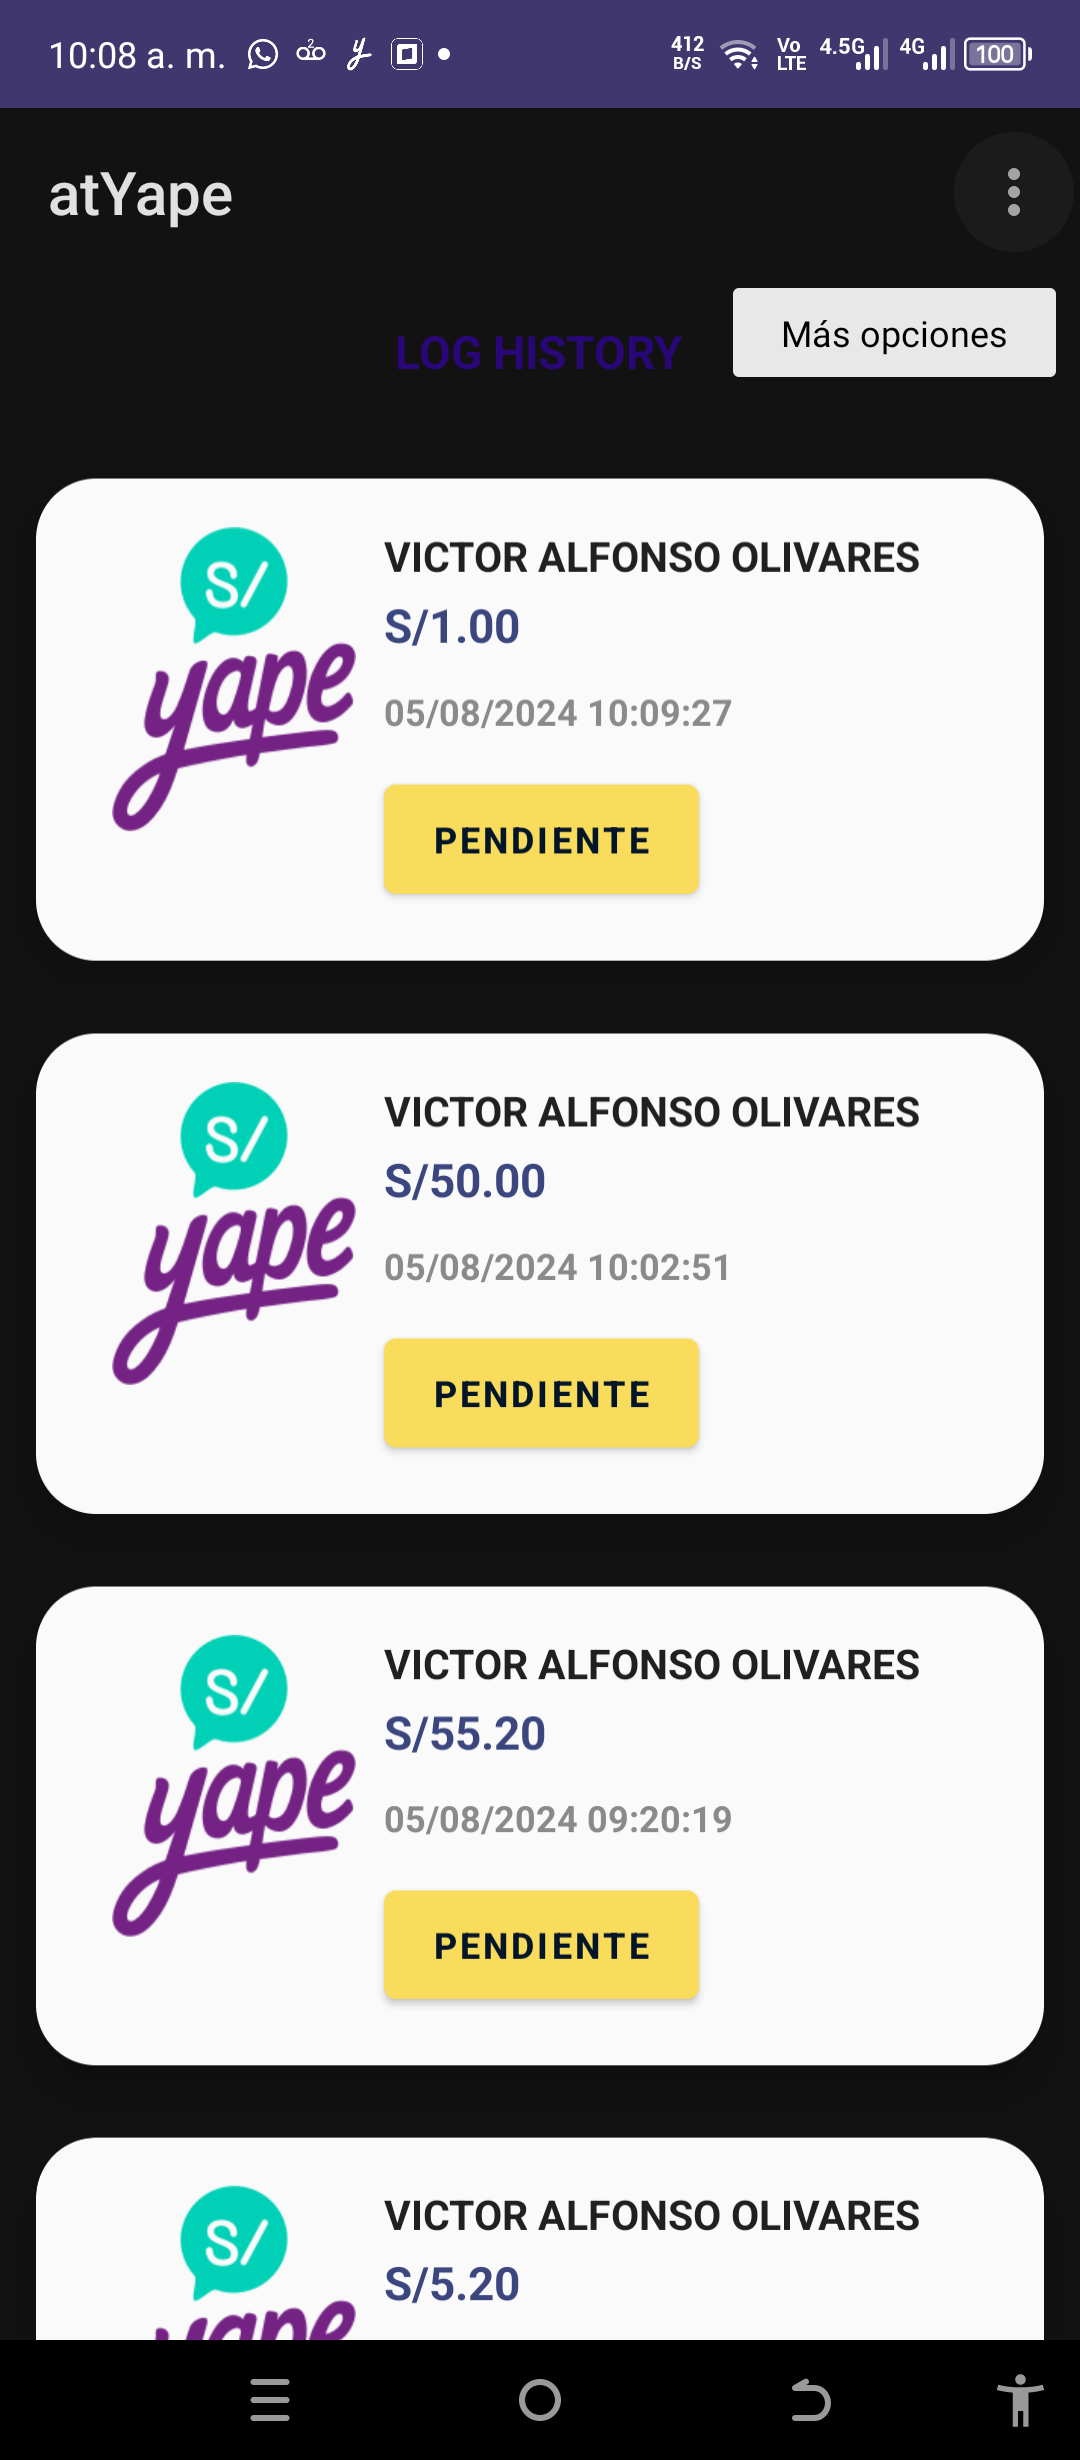 10:08 a. m.
412 B/S
Vo LTE
4.5G
4G
100
atYape
LOG HISTORY
Más opciones
S/
yape
VICTOR ALFONSO OLIVARES
S/1.00
05/08/2024 10:09:27
PENDIENTE
S/
yape
VICTOR ALFONSO OLIVARES
S/50.00
05/08/2024 10:02:51
PENDIENTE
S/
yape
VICTOR ALFONSO OLIVARES
S/55.20
05/08/2024 09:20:19
PENDIENTE
S/
yape
VICTOR ALFONSO OLIVARES
S/5.20